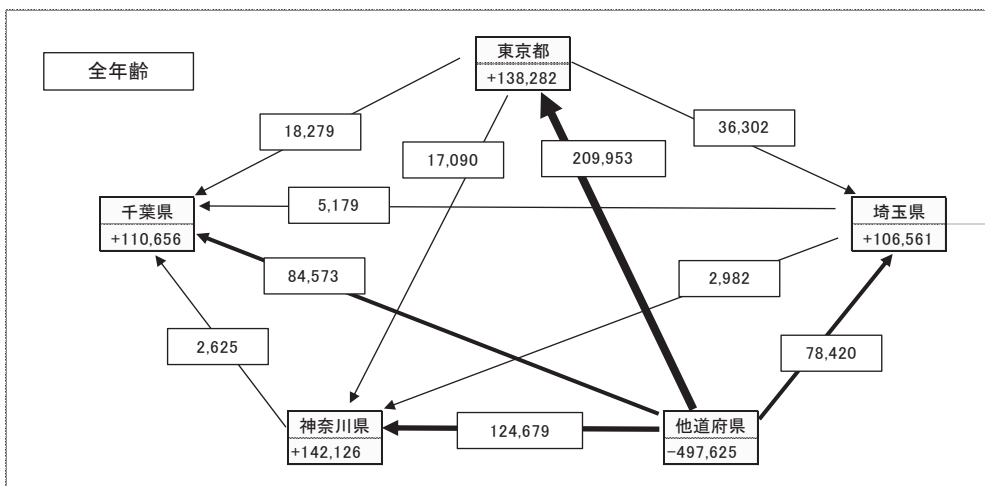 全年齢
東京都
+138,282
18,279
17,090
209,953
36,302
千葉県
+110,656
5,179
埼玉県
+106,561
84,573
2,982
2,625
78,420
神奈川県
+142,126
124,679
他道府県
−497,625